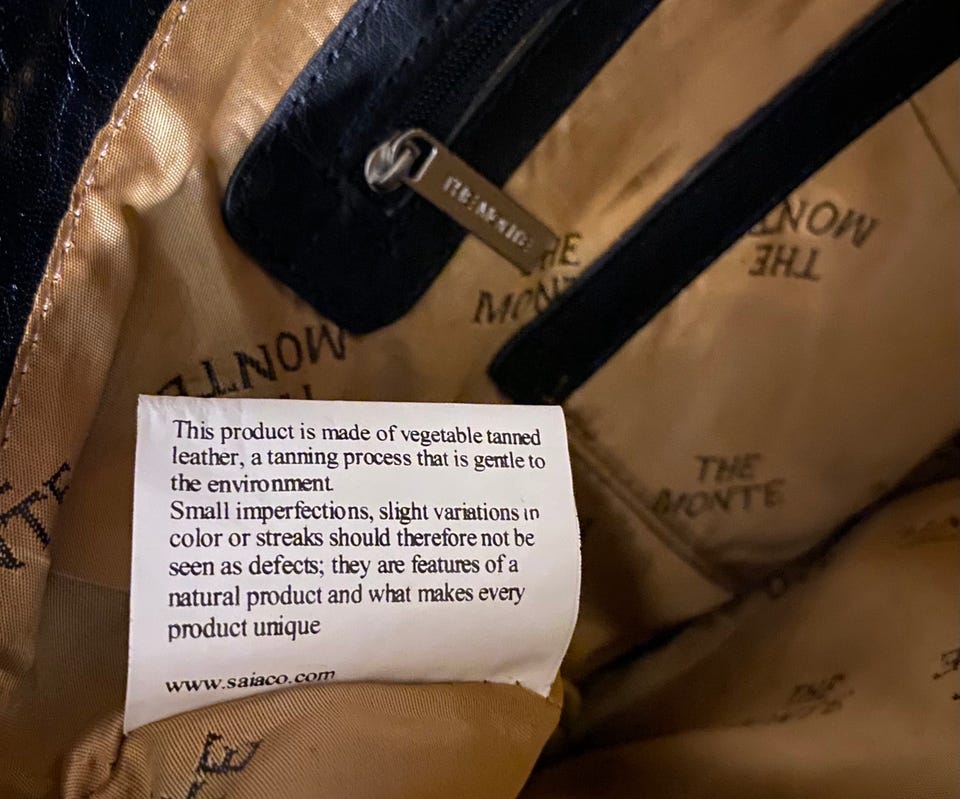 THE
MONTE
THE
MONT
MONTE
This product is made of vegetable tanned
leather, a tanning process that is gentle to
the environment.
Small imperfections, slight variations in
color or streaks should therefore not be
seen as defects; they are features of a
natural product and what makes every
product unique
www.saiaco.com
THE
MONTE
THE